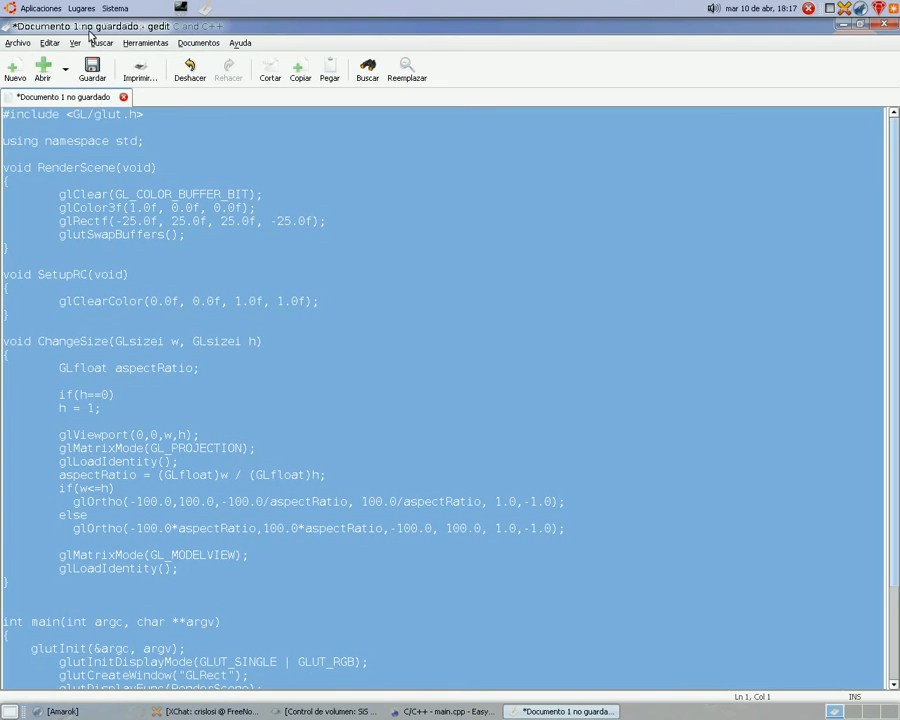 Aplicaciones Lugares Sistema mar 10 de abr, 18:17
*Documento 1 no guardado - gedit C and C++
Archivo Editar Ver Buscar Herramientas Documentos Ayuda
Nuevo Abrir Guardar Imprimir... Deshacer Rehacer Cortar Copiar Pegar Buscar Reemplazar
*Documento 1 no guardado
#include <GL/glut.h>
using namespace std;
void RenderScene(void)
{
glClear(GL_COLOR_BUFFER_BIT);
glColor3f(1.0f, 0.0f, 0.0f);
glRectf(-25.0f, 25.0f, 25.0f, -25.0f);
glutSwapBuffers();
}
void SetupRC(void)
{
glClearColor(0.0f, 0.0f, 1.0f, 1.0f);
}
void ChangeSize(GLsizei w, GLsizei h)
{
GLfloat aspectRatio;
if(h==0)
h = 1;
glViewport(0,0,w,h);
glMatrixMode(GL_PROJECTION);
glLoadIdentity();
aspectRatio = (GLfloat)w / (GLfloat)h;
if(w<=h)
glOrtho(-100.0,100.0,-100.0/aspectRatio, 100.0/aspectRatio, 1.0,-1.0);
else
glOrtho(-100.0*aspectRatio,100.0*aspectRatio,-100.0, 100.0, 1.0,-1.0);
glMatrixMode(GL_MODELVIEW);
glLoadIdentity();
}
int main(int argc, char **argv)
{
glutInit(&argc, argv);
glutInitDisplayMode(GLUT_SINGLE | GLUT_RGB);
glutCreateWindow("GLRect");
glutDisplayFunc(RenderScene);
Ln 1, Col 1 INS
[Amarok] [XChat: crislosi @ FreeNo... [Control de volumen: SiS ... C/C++ - main.cpp - Easy... *Documento 1 no guarda...